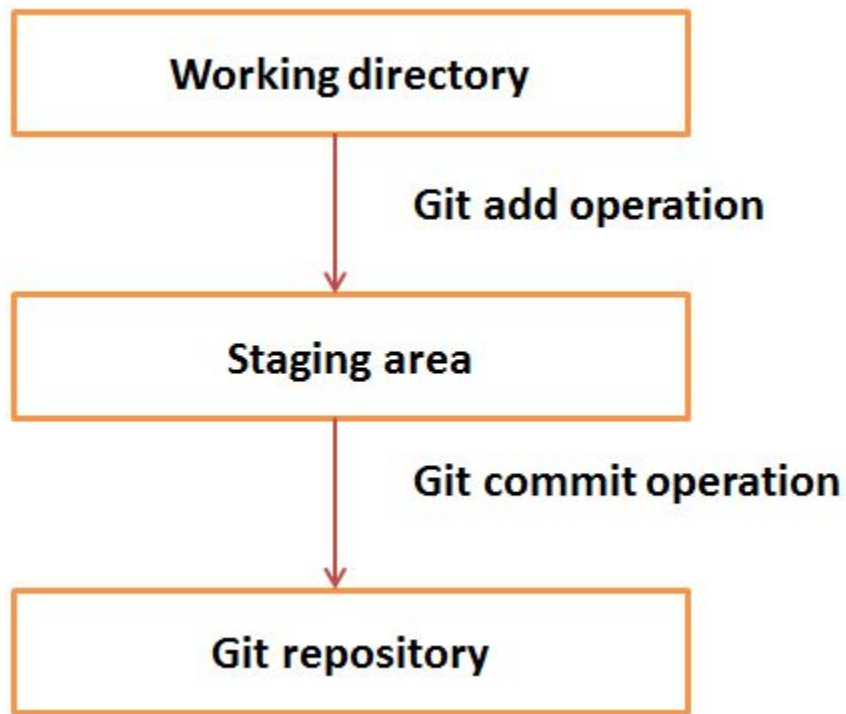 Working directory
Git add operation
Staging area
Git commit operation
Git repository